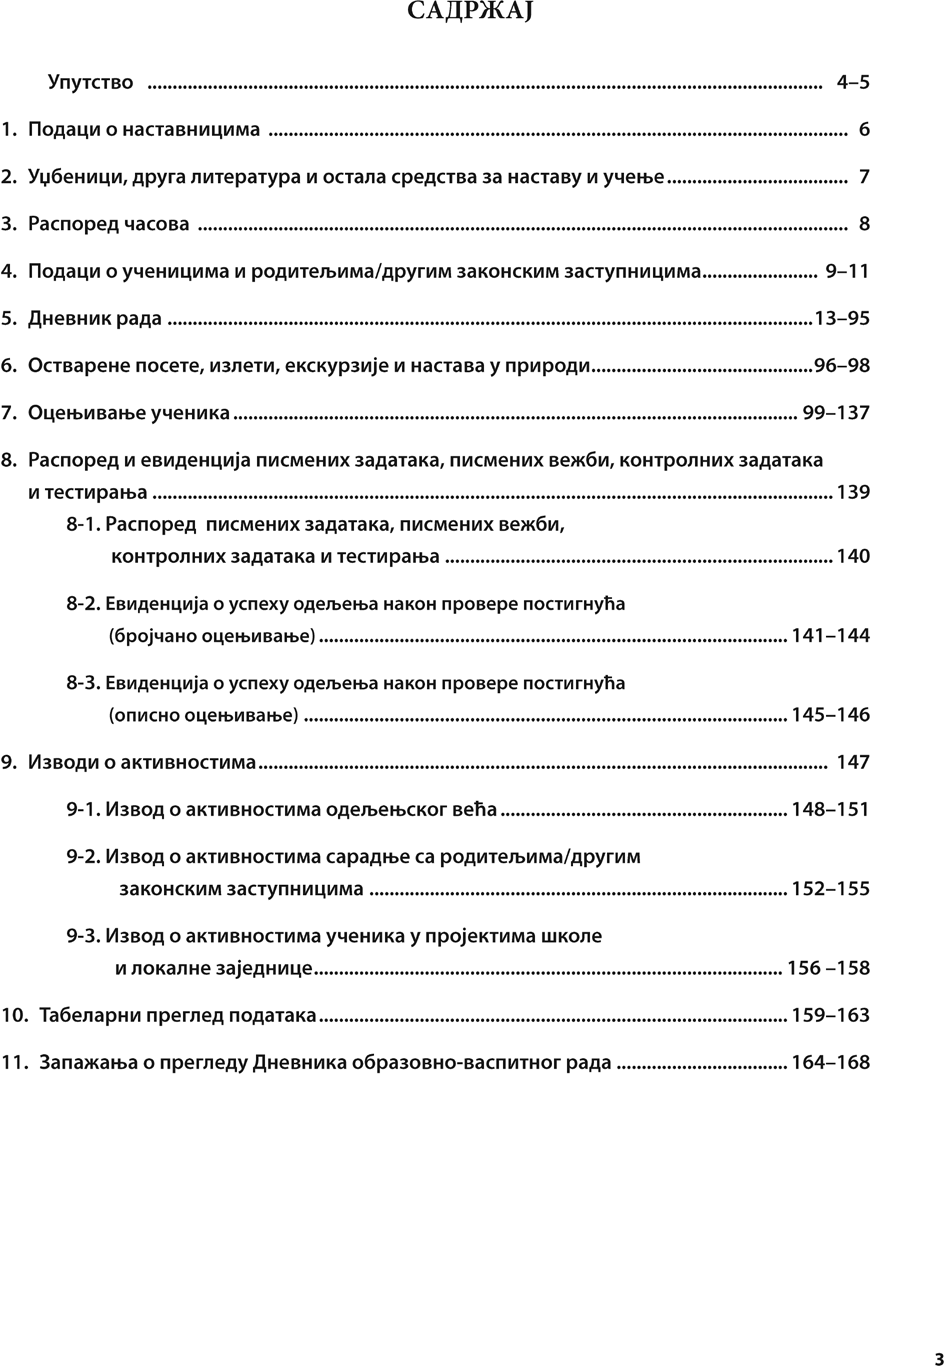 САДРЖАЈ
Упутство ........ 4–5
1. Подаци о наставницима ........ 6
2. Уџбеници, друга литература и остала средства за наставу и учење ........ 7
3. Распоред часова ........ 8
4. Подаци о ученицима и родитељима/другим законским заступницима ........ 9–11
5. Дневник рада ........ 13–95
6. Остварене посете, излети, екскурзије и настава у природи ........ 96–98
7. Оцењивање ученика ........ 99–137
8. Распоред и евиденција писмених задатака, писмених вежби, контролних задатака
и тестирања ........ 139
8-1. Распоред писмених задатака, писмених вежби,
контролних задатака и тестирања ........ 140
8-2. Евиденција о успеху одељења након провере постигнућа
(бројчано оцењивање) ........ 141–144
8-3. Евиденција о успеху одељења након провере постигнућа
(описно оцењивање) ........ 145–146
9. Изводи о активностима ........ 147
9-1. Извод о активностима одељењског већа ........ 148–151
9-2. Извод о активностима сарадње са родитељима/другим
законским заступницима ........ 152–155
9-3. Извод о активностима ученика у пројектима школе
и локалне заједнице ........ 156 –158
10. Табеларни преглед података ........ 159–163
11. Запажања о прегледу Дневника образовно-васпитног рада ........ 164–168
3